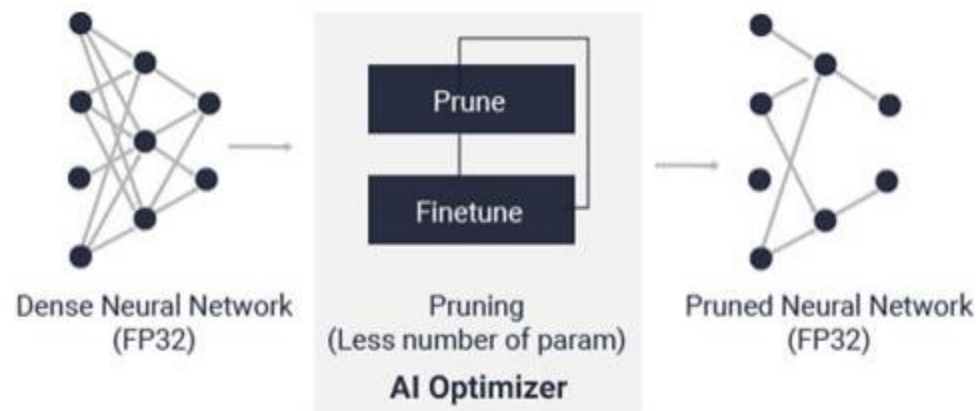 Prune
Finetune
Dense Neural Network
(FP32)
Pruning
(Less number of param)
AI Optimizer
Pruned Neural Network
(FP32)